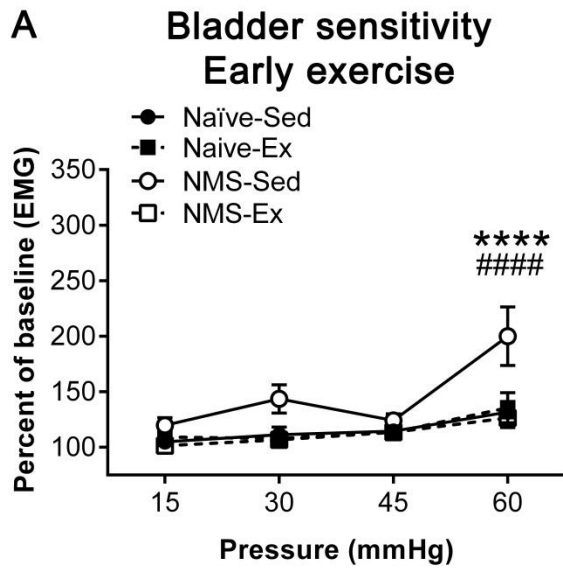 A
Bladder sensitivity
Early exercise
Naïve-Sed
Naive-Ex
NMS-Sed
NMS-Ex
Percent of baseline (EMG)
350
300
250
200
150
100
****
####
15 30 45 60
Pressure (mmHg)